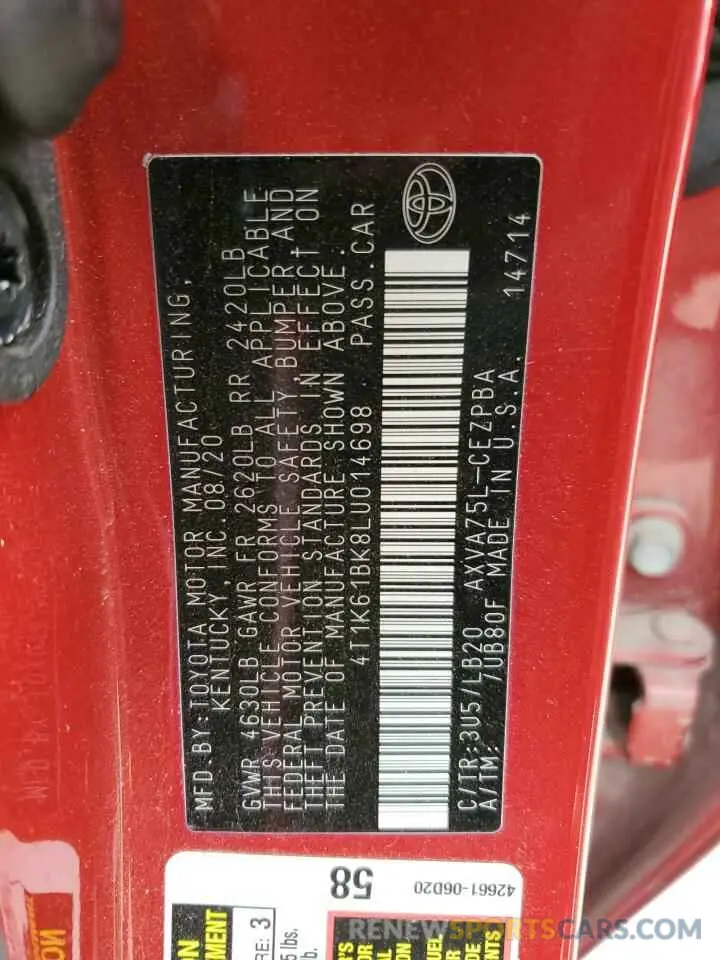 MFD.BY:TOYOTA MOTOR MANUFACTURING,
KENTUCKY, INC. 08/20
GVWR 4630LB GAWR FR 2620LB RR 2420LB
THIS VEHICLE CONFORMS TO ALL APPLICABLE
FEDERAL MOTOR VEHICLE SAFETY, BUMPER, AND
THEFT PREVENTION STANDARDS IN EFFECT ON
THE DATE OF MANUFACTURE SHOWN ABOVE.
4T1K61BK8LU014698 PASS.CAR
C/TR:3U5/LB20 AXVA75L-CEZPBA
A/TM: /UB80F MADE IN U.S.A. 14714
58
42661-06D20
3
lbs.
RENEWSPORTSCARS.COM